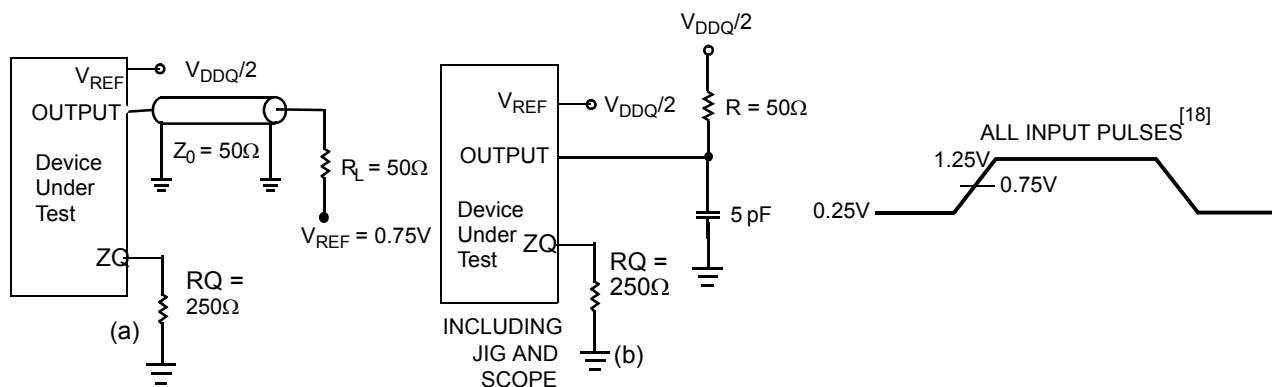 V_REF
V_DDQ/2
OUTPUT
Z_0 = 50Ω
Device
Under
Test
R_L = 50Ω
V_REF = 0.75V
ZQ
RQ =
250Ω
(a)
V_DDQ/2
V_REF
V_DDQ/2
R = 50Ω
OUTPUT
5 pF
Device
Under
Test
ZQ
RQ =
250Ω
INCLUDING
JIG AND
SCOPE
(b)
ALL INPUT PULSES[18]
1.25V
0.75V
0.25V